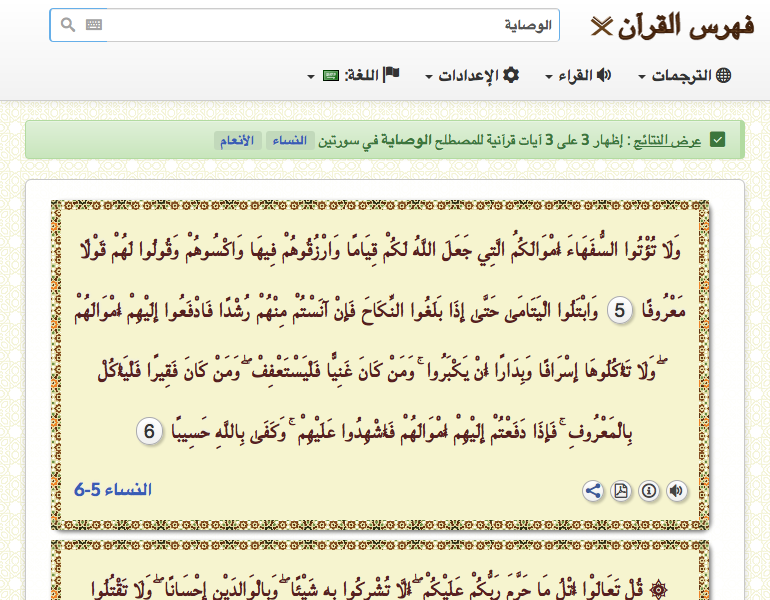 فهرس القرآن
الوصاية
الترجمات القراء الإعدادات اللغة:
عرض النتائج : إظهار 3 على 3 آيات قرآنية للمصطلح الوصاية في سورتين النساء الأنعام
وَلَا تُؤْتُوا السُّفَهَاءَ أَمْوَالَكُمُ الَّتِي جَعَلَ اللَّهُ لَكُمْ قِيَامًا وَارْزُقُوهُمْ فِيهَا وَاكْسُوهُمْ وَقُولُوا لَهُمْ قَوْلًا
مَعْرُوفًا 5 وَابْتَلُوا الْيَتَامَىٰ حَتَّىٰ إِذَا بَلَغُوا النِّكَاحَ فَإِنْ آنَسْتُمْ مِنْهُمْ رُشْدًا فَادْفَعُوا إِلَيْهِمْ أَمْوَالَهُمْ
ۖ وَلَا تَأْكُلُوهَا إِسْرَافًا وَبِدَارًا أَنْ يَكْبَرُوا ۚ وَمَنْ كَانَ غَنِيًّا فَلْيَسْتَعْفِفْ ۖ وَمَنْ كَانَ فَقِيرًا فَلْيَأْكُلْ
بِالْمَعْرُوفِ ۚ فَإِذَا دَفَعْتُمْ إِلَيْهِمْ أَمْوَالَهُمْ فَأَشْهِدُوا عَلَيْهِمْ ۚ وَكَفَىٰ بِاللَّهِ حَسِيبًا 6
النساء 5-6
۞ قُلْ تَعَالَوْا أَتْلُ مَا حَرَّمَ رَبُّكُمْ عَلَيْكُمْ ۖ أَلَّا تُشْرِكُوا بِهِ شَيْئًا ۖ وَبِالْوَالِدَيْنِ إِحْسَانًا ۖ وَلَا تَقْتُلُوا